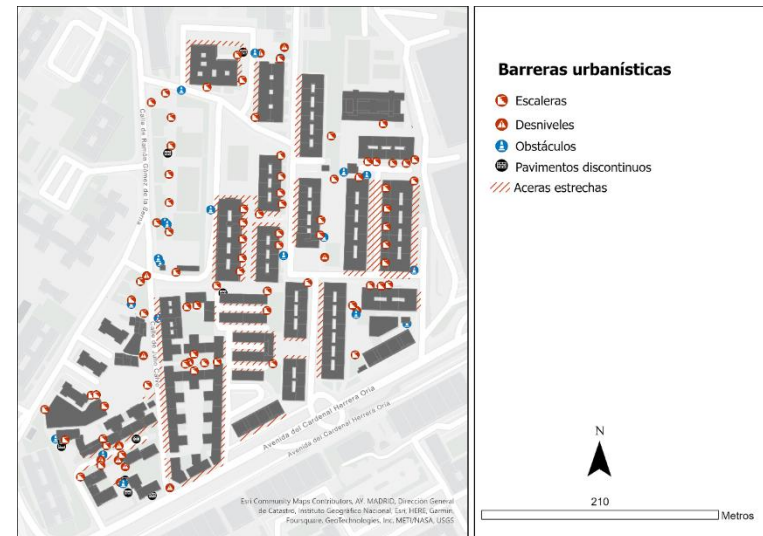 Barreras urbanísticas
Escaleras
Desniveles
Obstáculos
Pavimentos discontinuos
Aceras estrechas
Calle de Ramón Gómez de la Serna
Avenida del Cardenal Herrera Oria
Avenida del Cardenal Herrera Oria
Esri Community Maps Contributors, AY. MADRID, Dirección General
de Catastro, Instituto Geográfico Nacional, Esri, HERE, Garmin,
Foursquare, GeoTechnologies, Inc, METI/NASA, USGS
N
210
Metros